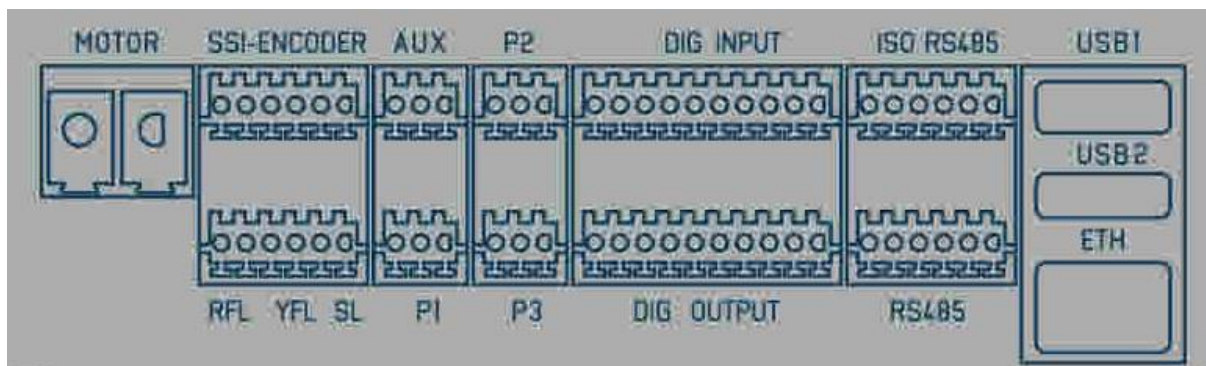 MOTOR SSI-ENCODER AUX P2 DIG INPUT ISO RS485 USB1
USB2
ETH
RFL YFL SL P1 P3 DIG OUTPUT RS485